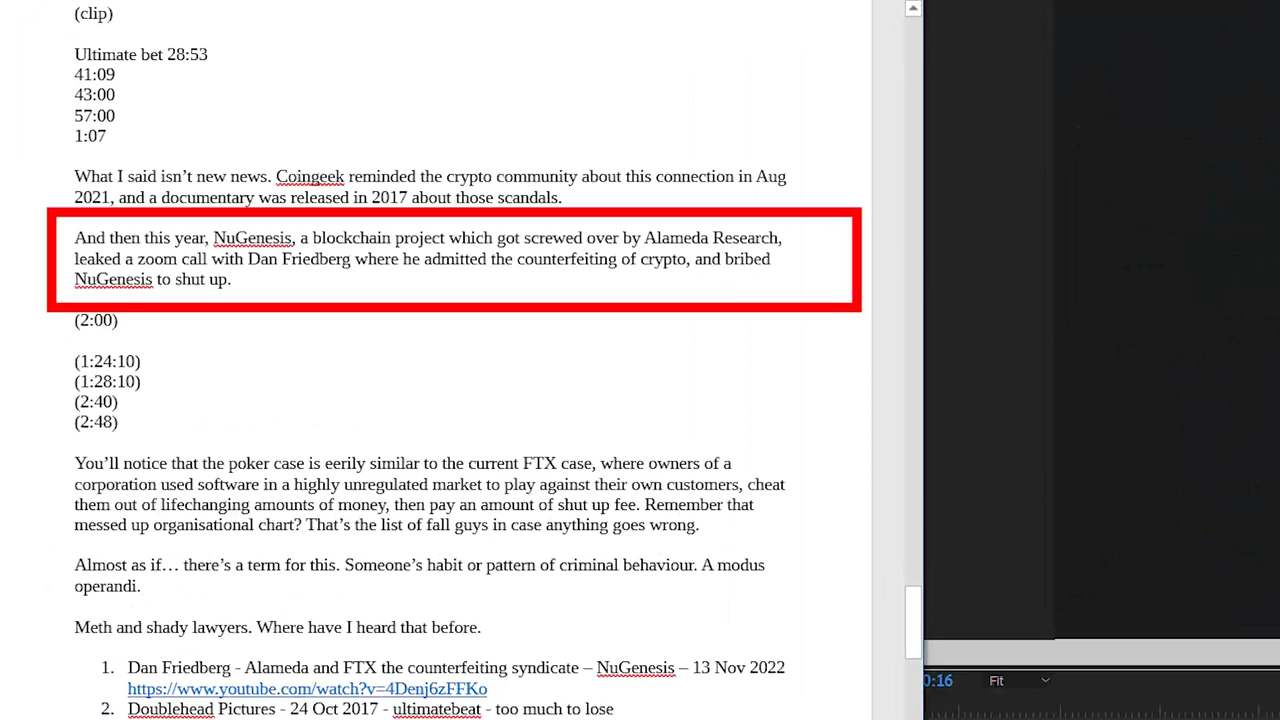 (clip)
Ultimate bet 28:53
41:09
43:00
57:00
1:07
What I said isn’t new news. Coingeek reminded the crypto community about this connection in Aug
2021, and a documentary was released in 2017 about those scandals.
And then this year, NuGenesis, a blockchain project which got screwed over by Alameda Research,
leaked a zoom call with Dan Friedberg where he admitted the counterfeiting of crypto, and bribed
NuGenesis to shut up.
(2:00)
(1:24:10)
(1:28:10)
(2:40)
(2:48)
You’ll notice that the poker case is eerily similar to the current FTX case, where owners of a
corporation used software in a highly unregulated market to play against their own customers, cheat
them out of lifechanging amounts of money, then pay an amount of shut up fee. Remember that
messed up organisational chart? That’s the list of fall guys in case anything goes wrong.
Almost as if… there’s a term for this. Someone’s habit or pattern of criminal behaviour. A modus
operandi.
Meth and shady lawyers. Where have I heard that before.
1. Dan Friedberg - Alameda and FTX the counterfeiting syndicate – NuGenesis – 13 Nov 2022
https://www.youtube.com/watch?v=4Denj6zFFKo
2. Doublehead Pictures - 24 Oct 2017 - ultimatebeat - too much to lose
0:16 Fit